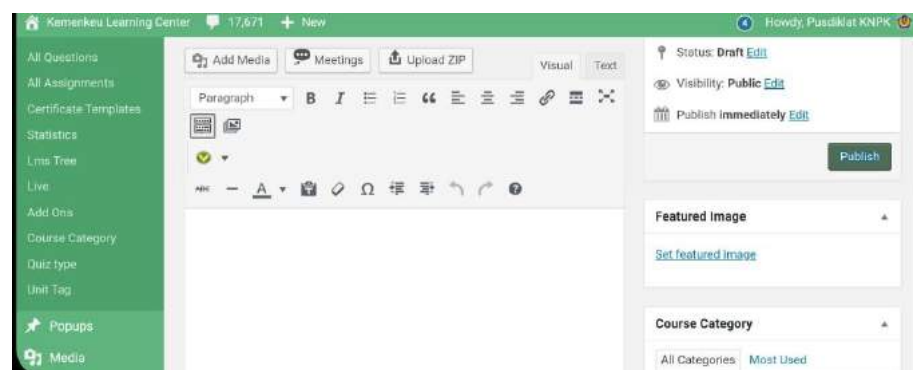 Kemenkeu Learning Center 17,671 + New Howdy, Pusdiklat KNPK
All Questions
All Assignments
Certificate Templates
Statistics
Lms Tree
Live
Add Ons
Course Category
Quiz type
Unit Tag
Popups
Media
Add Media Meetings Upload ZIP Visual Text
Paragraph B I
ABC A Ω
Status: Draft Edit
Visibility: Public Edit
Publish immediately Edit
Publish
Featured Image
Set featured image
Course Category
All Categories Most Used